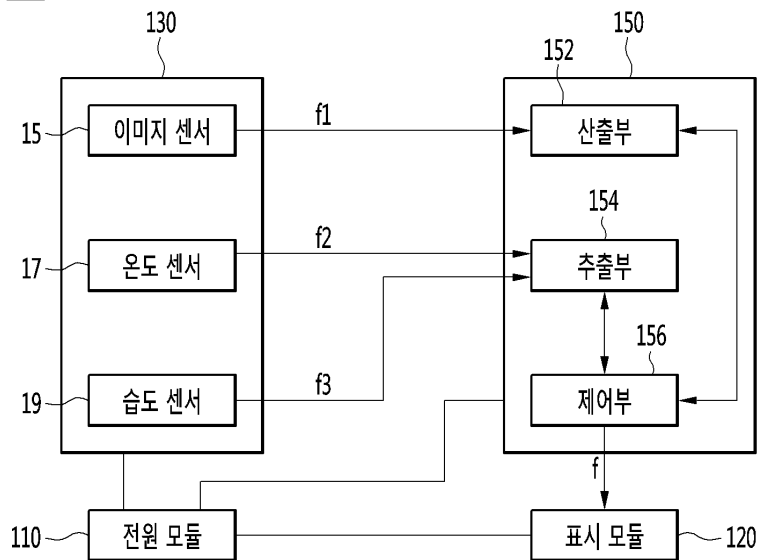 130
150
152
15
이미지 센서
f1
산출부
154
17
온도 센서
f2
추출부
156
19
습도 센서
f3
제어부
f
110
전원 모듈
표시 모듈
120